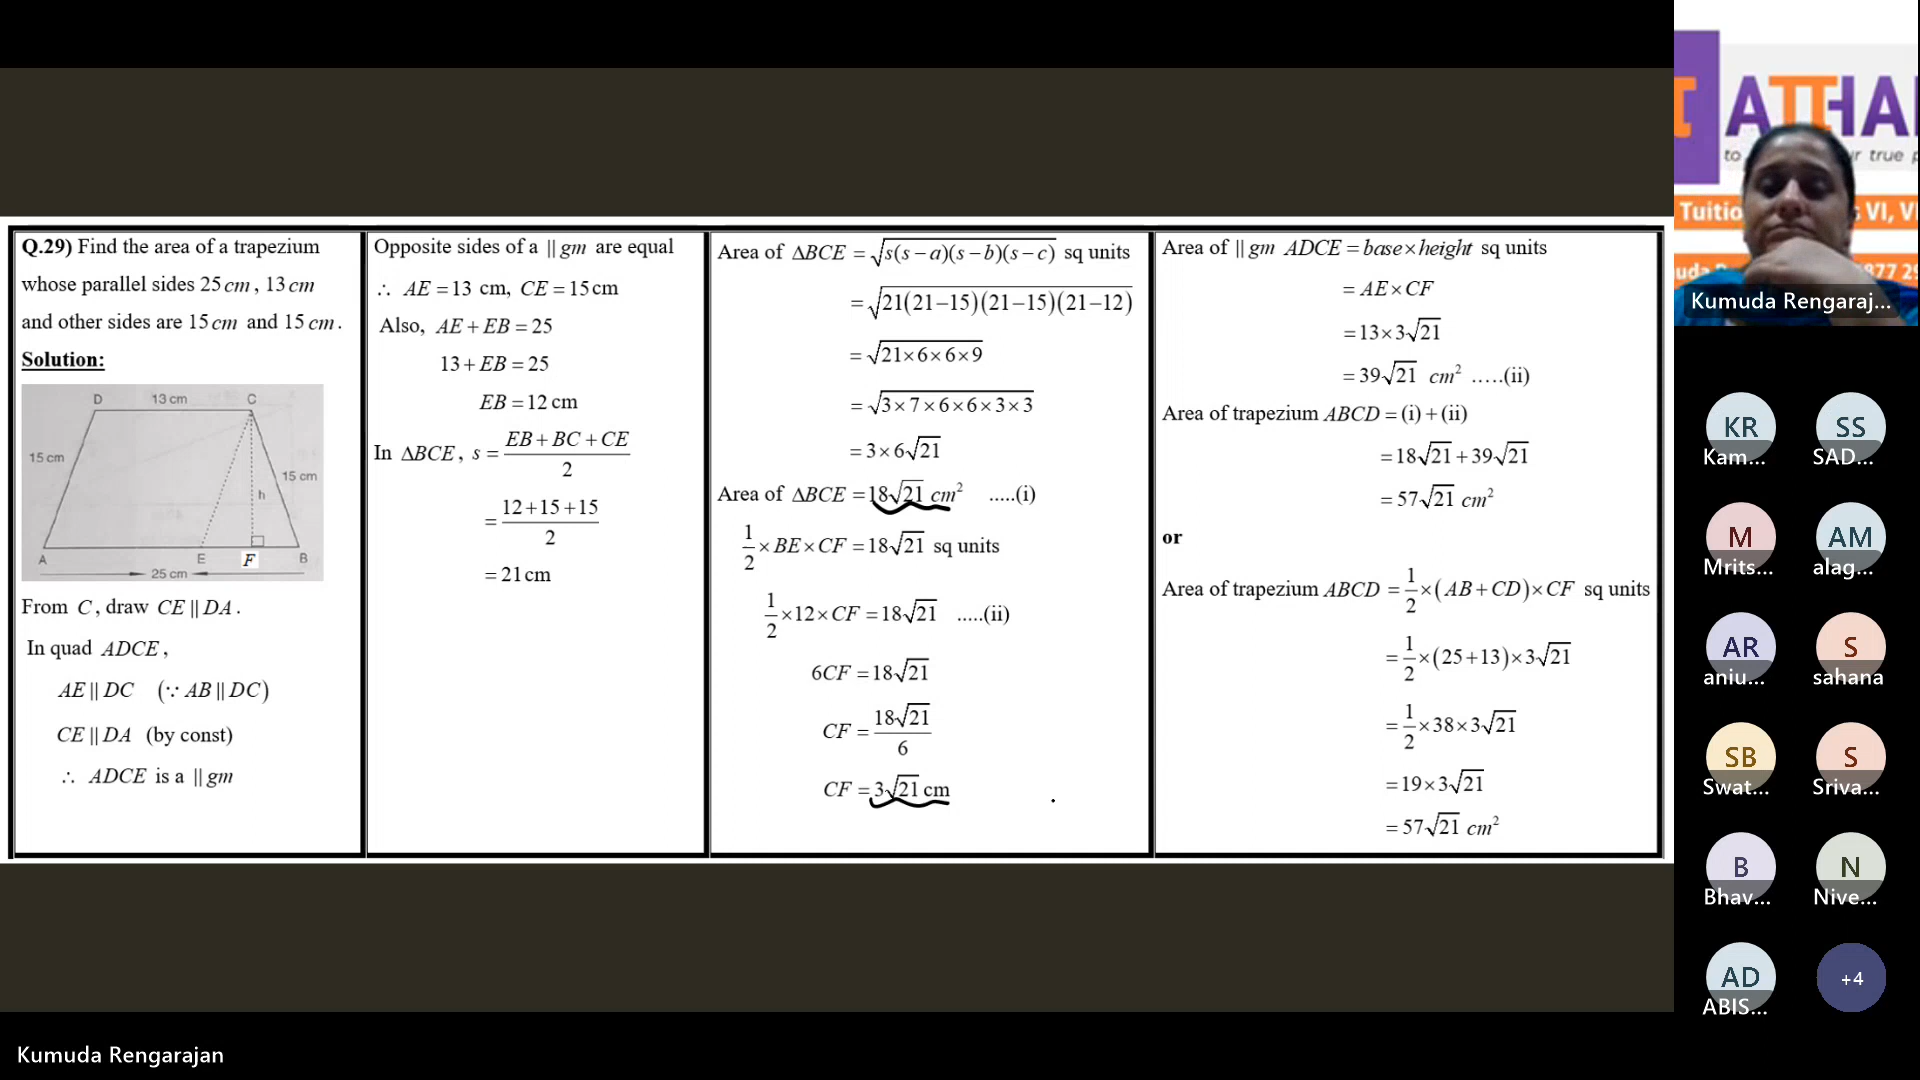 Q.29) Find the area of a trapezium
whose parallel sides 25 cm, 13 cm
and other sides are 15 cm and 15 cm.
Solution:
D 13 cm C
15 cm
15 cm
h
A E F B
25 cm
From C, draw CE || DA.
In quad ADCE,
AE || DC (∵ AB || DC)
CE || DA (by const)
∴ ADCE is a || gm
Opposite sides of a || gm are equal
∴ AE = 13 cm, CE = 15 cm
Also, AE + EB = 25
13 + EB = 25
EB = 12 cm
In ΔBCE, s = (EB + BC + CE)/2
= (12 + 15 + 15)/2
= 21 cm
Area of ΔBCE = √(s(s − a)(s − b)(s − c)) sq units
= √(21(21−15)(21−15)(21−12))
= √(21×6×6×9)
= √(3×7×6×6×3×3)
= 3×6√21
Area of ΔBCE = 18√21 cm² .....(i)
1/2 × BE × CF = 18√21 sq units
1/2 × 12 × CF = 18√21 .....(ii)
6CF = 18√21
CF = 18√21/6
CF = 3√21 cm
Area of || gm ADCE = base × height sq units
= AE × CF
= 13 × 3√21
= 39√21 cm² .....(ii)
Area of trapezium ABCD = (i) + (ii)
= 18√21 + 39√21
= 57√21 cm²
or
Area of trapezium ABCD = 1/2 × (AB + CD) × CF sq units
= 1/2 × (25 + 13) × 3√21
= 1/2 × 38 × 3√21
= 19 × 3√21
= 57√21 cm²
ATTHA
to r true p
Tuitio s VI, VI
877 29
Kumuda Rengaraj...
KR SS
Kam... SAD...
M AM
Mrits... alag...
AR S
aniu... sahana
SB S
Swat... Sriva...
B N
Bhav... Nive...
AD +4
ABIS...
Kumuda Rengarajan